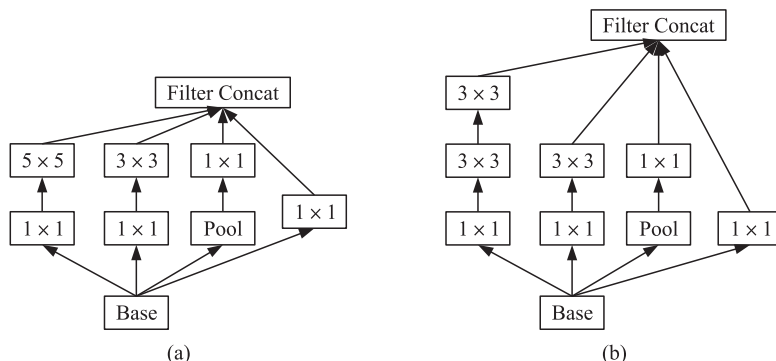 Filter Concat
5 × 5
3 × 3
1 × 1
1 × 1
1 × 1
1 × 1
Pool
Base
(a)
Filter Concat
3 × 3
3 × 3
3 × 3
1 × 1
1 × 1
1 × 1
Pool
1 × 1
Base
(b)